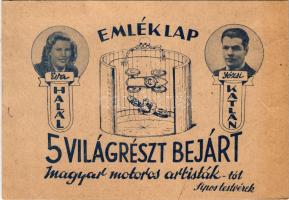 EMLÉKLAP
Éva
HALÁL
Józsi
KATLAN
5 VILÁGRÉSZT BEJÁRT
Magyar motoros artisták-tól
Sipos testvérek